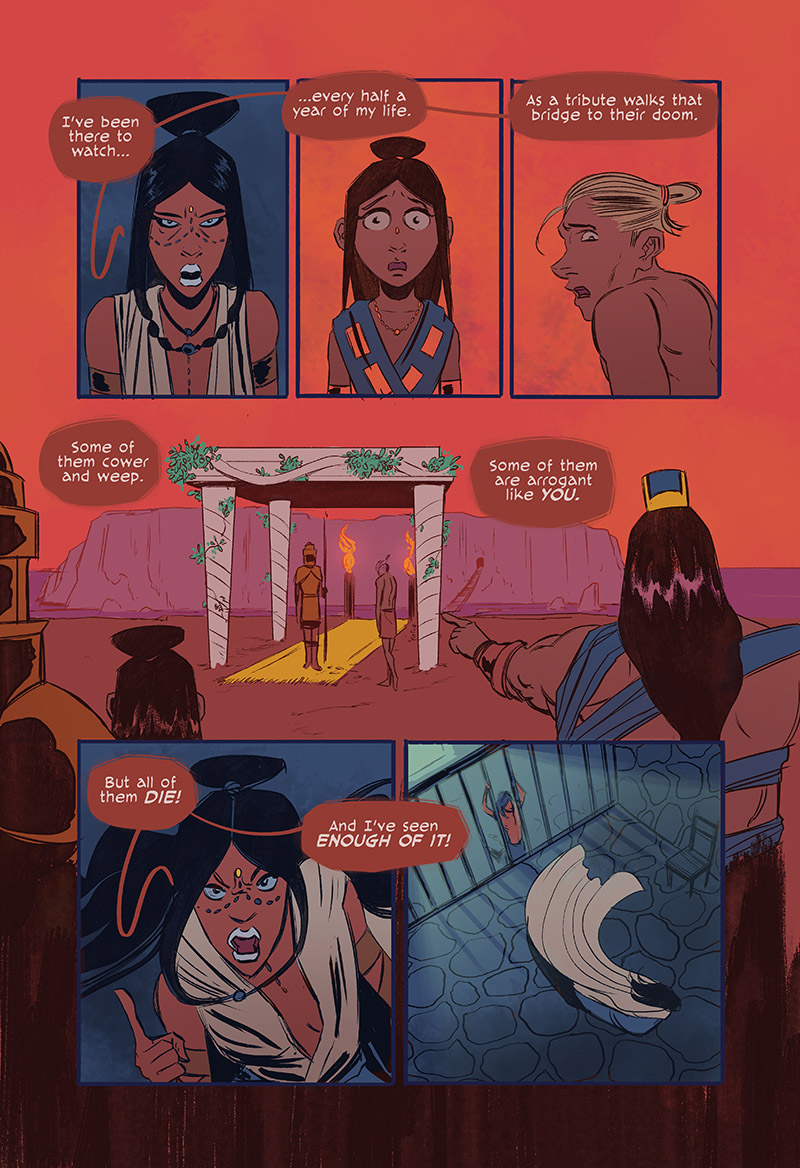 I've been
there to
watch...
...every half a
year of my life.
As a tribute walks that
bridge to their doom.
Some of
them cower
and weep.
Some of them
are arrogant
like YOU.
But all of
them DIE!
And I've seen
ENOUGH OF IT!